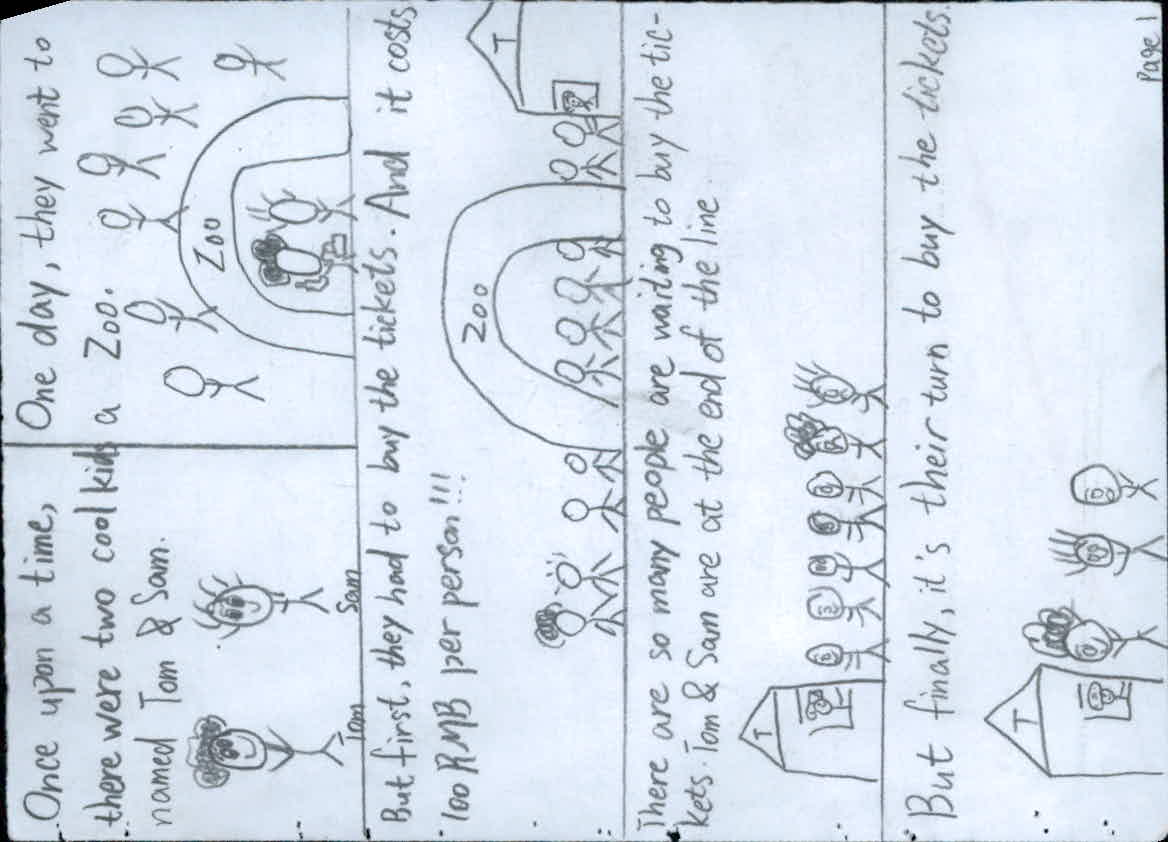 Once upon a time,
there were two cool kids
named Tom & Sam.
Tom
Sam
One day, they went to
a Zoo.
Zoo
But first, they had to buy the tickets. And it costs
100 RMB per person!!!
Zoo
T
There are so many people are waiting to buy the tic-
kets. Tom & Sam are at the end of the line
T
But finally, it's their turn to buy the tickets.
T
Page 1